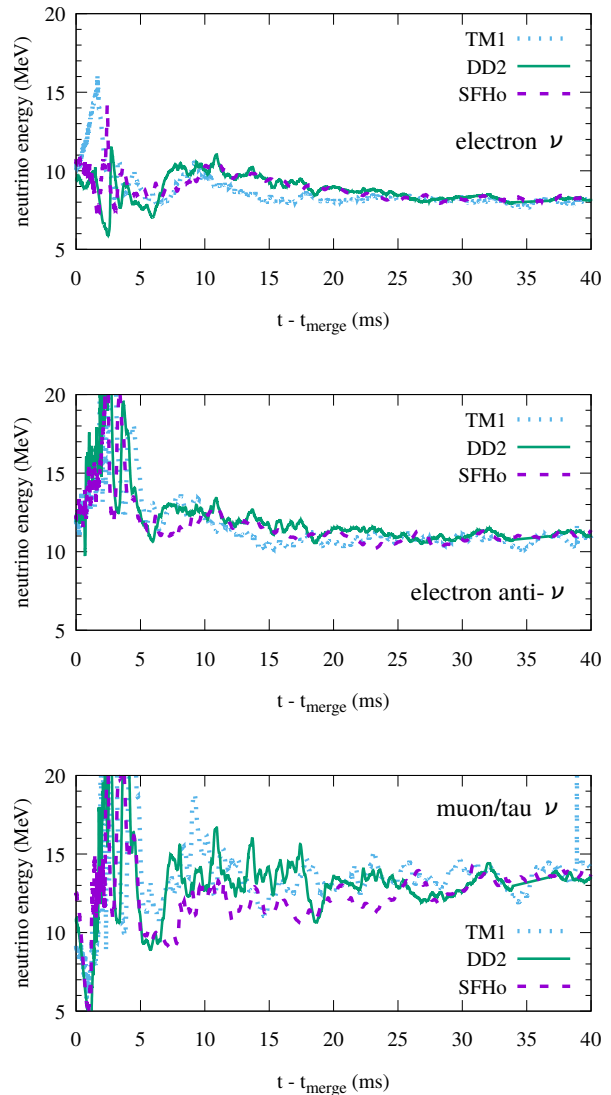 20
15
10
5
0 5 10 15 20 25 30 35 40
neutrino energy (MeV)
t - t_merge (ms)
TM1
DD2
SFHo
electron ν
20
15
10
5
0 5 10 15 20 25 30 35 40
neutrino energy (MeV)
t - t_merge (ms)
TM1
DD2
SFHo
electron anti- ν
20
15
10
5
0 5 10 15 20 25 30 35 40
neutrino energy (MeV)
t - t_merge (ms)
muon/tau ν
TM1
DD2
SFHo